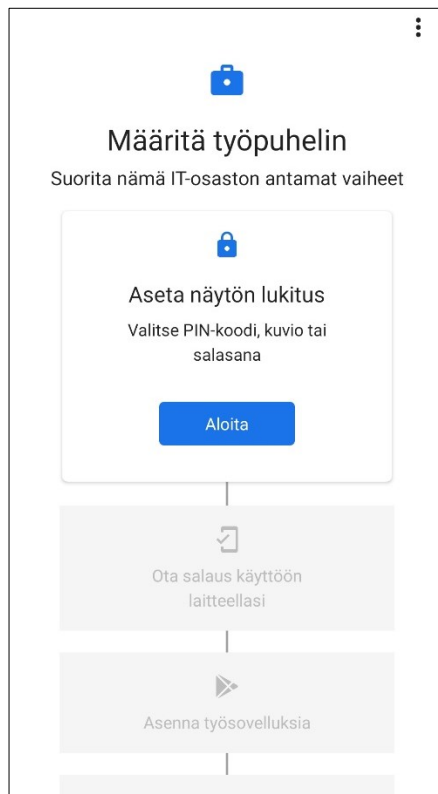 Määritä työpuhelin
Suorita nämä IT-osaston antamat vaiheet
Aseta näytön lukitus
Valitse PIN-koodi, kuvio tai
salasana
Aloita
Ota salaus käyttöön
laitteellasi
Asenna työsovelluksia